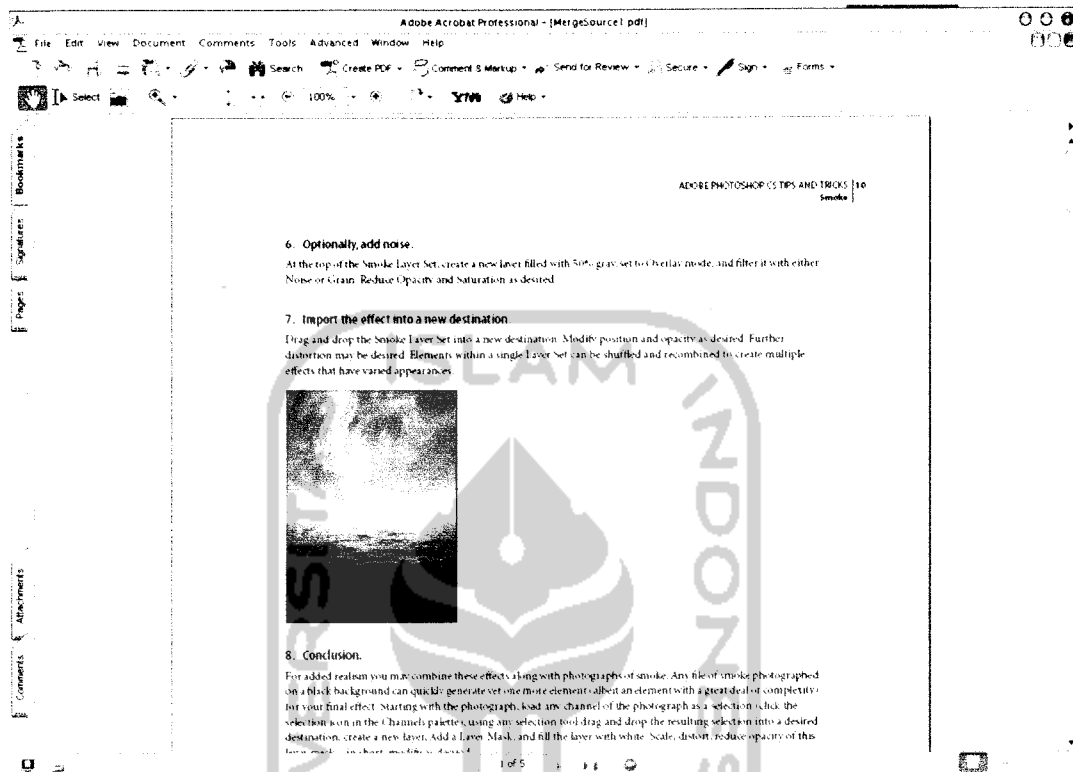 Adobe Acrobat Professional - [MergeSource1.pdf]
File Edit View Document Comments Tools Advanced Window Help
Search Create PDF Comment & Markup Send for Review Secure Sign Forms
Select 100% Help
Bookmarks
Signatures
Pages
Attachments
Comments
ADOBE PHOTOSHOP CS TIPS AND TRICKS | 10
Smoke
6. Optionally, add noise.
At the top of the Smoke Layer Set, create a new layer filled with 50% gray, set to Overlay mode, and filter it with either
Noise or Grain. Reduce Opacity and Saturation as desired
7. Import the effect into a new destination
Drag and drop the Smoke Layer Set into a new destination. Modify position and opacity as desired. Further
distortion may be desired. Elements within a single Layer Set can be shuffled and recombined to create multiple
effects that have varied appearances.
ISLAM
INDONES
VERSITAS
8. Conclusion.
For added realism you may combine these effects along with photographs of smoke. Any file of smoke photographed
on a black background can quickly generate yet one more element (albeit an element with a great deal of complexity)
for your final effect. Starting with the photograph, load any channel of the photograph as a selection (click the
selection icon in the Channels palette), using any selection tool drag and drop the resulting selection into a desired
destination, create a new layer, Add a Layer Mask, and fill the layer with white. Scale, distort, reduce opacity of this
1 of 5